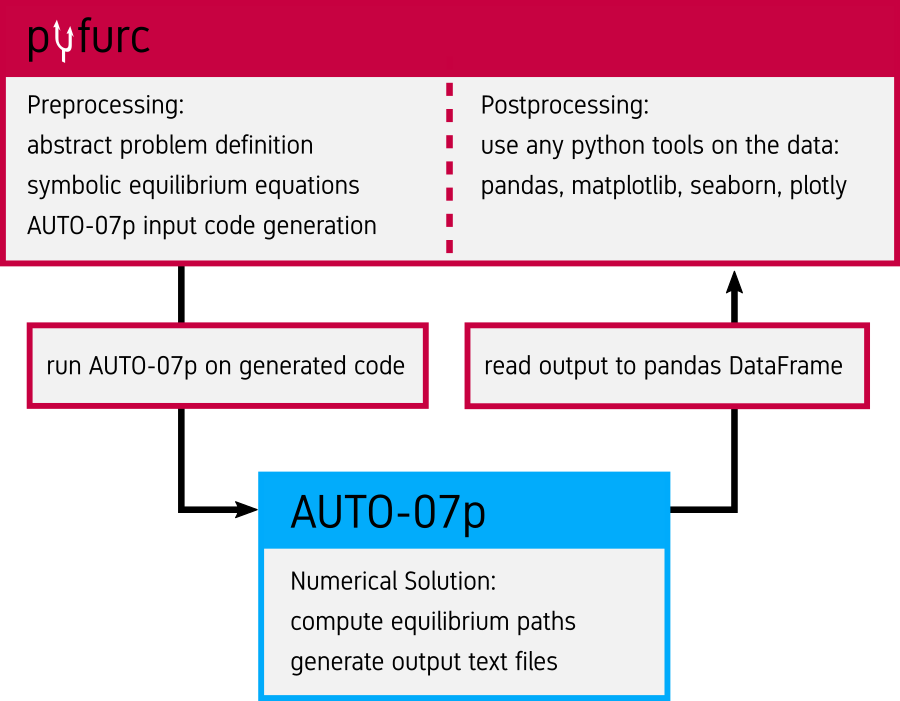 pyfurc
Preprocessing:
abstract problem definition
symbolic equilibrium equations
AUTO-07p input code generation
Postprocessing:
use any python tools on the data:
pandas, matplotlib, seaborn, plotly
run AUTO-07p on generated code
read output to pandas DataFrame
AUTO-07p
Numerical Solution:
compute equilibrium paths
generate output text files